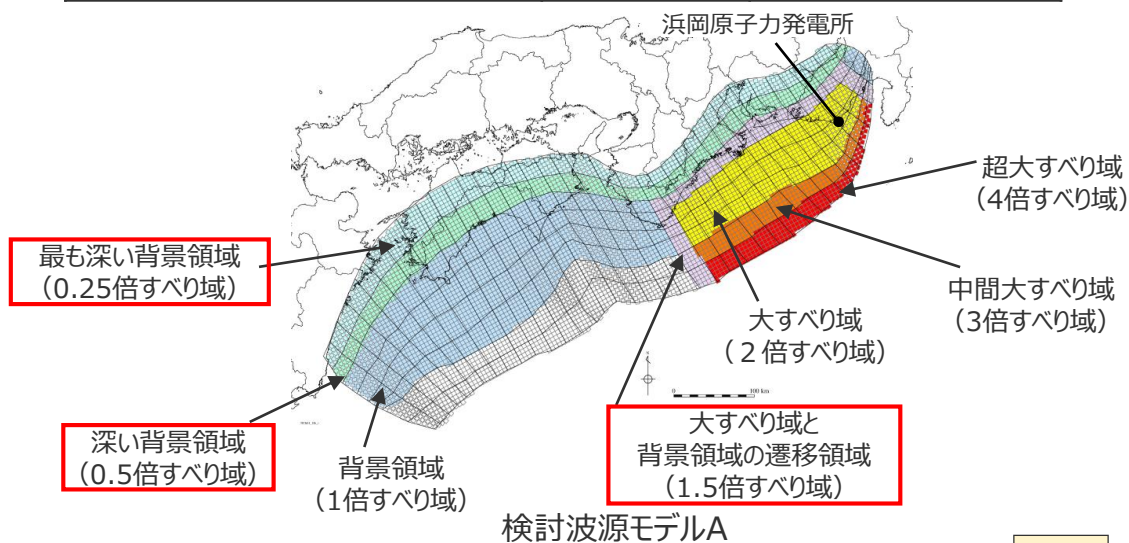 浜岡原子力発電所
超大すべり域
（4倍すべり域）
最も深い背景領域
（0.25倍すべり域）
中間大すべり域
（3倍すべり域）
大すべり域
（２倍すべり域）
0 100 km
大すべり域と
背景領域の遷移領域
（1.5倍すべり域）
深い背景領域
（0.5倍すべり域）
背景領域
（1倍すべり域）
検討波源モデルA